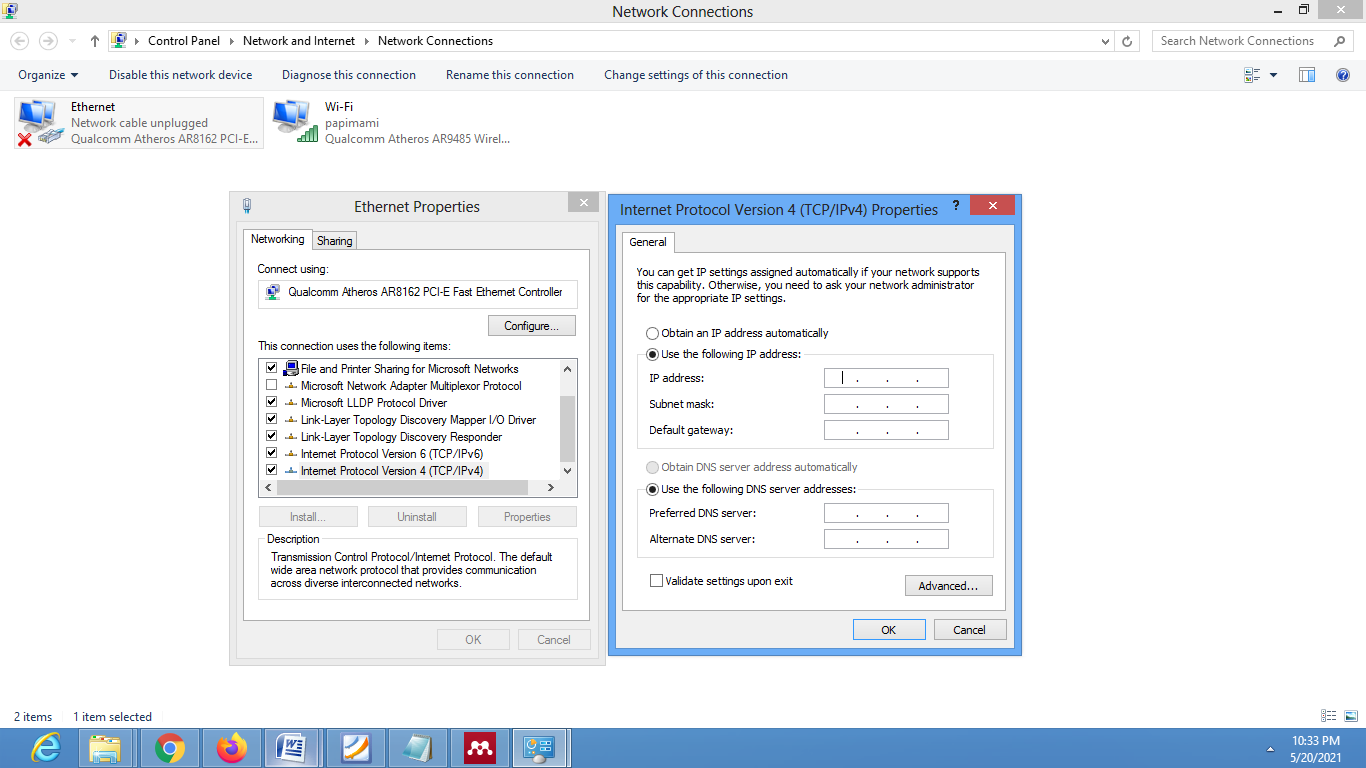 Network Connections
Control Panel Network and Internet Network Connections
Search Network Connections
Organize Disable this network device Diagnose this connection Rename this connection Change settings of this connection
Ethernet
Network cable unplugged
Qualcomm Atheros AR8162 PCI-E...
Wi-Fi
papimami
Qualcomm Atheros AR9485 Wirel...
Ethernet Properties
Networking Sharing
Connect using:
Qualcomm Atheros AR8162 PCI-E Fast Ethernet Controller
Configure...
This connection uses the following items:
File and Printer Sharing for Microsoft Networks
Microsoft Network Adapter Multiplexor Protocol
Microsoft LLDP Protocol Driver
Link-Layer Topology Discovery Mapper I/O Driver
Link-Layer Topology Discovery Responder
Internet Protocol Version 6 (TCP/IPv6)
Internet Protocol Version 4 (TCP/IPv4)
Install... Uninstall Properties
Description
Transmission Control Protocol/Internet Protocol. The default
wide area network protocol that provides communication
across diverse interconnected networks.
OK Cancel
Internet Protocol Version 4 (TCP/IPv4) Properties ?
General
You can get IP settings assigned automatically if your network supports
this capability. Otherwise, you need to ask your network administrator
for the appropriate IP settings.
Obtain an IP address automatically
Use the following IP address:
IP address: . . .
Subnet mask: . . .
Default gateway: . . .
Obtain DNS server address automatically
Use the following DNS server addresses:
Preferred DNS server: . . .
Alternate DNS server: . . .
Validate settings upon exit
Advanced...
OK Cancel
2 items 1 item selected
10:33 PM
5/20/2021